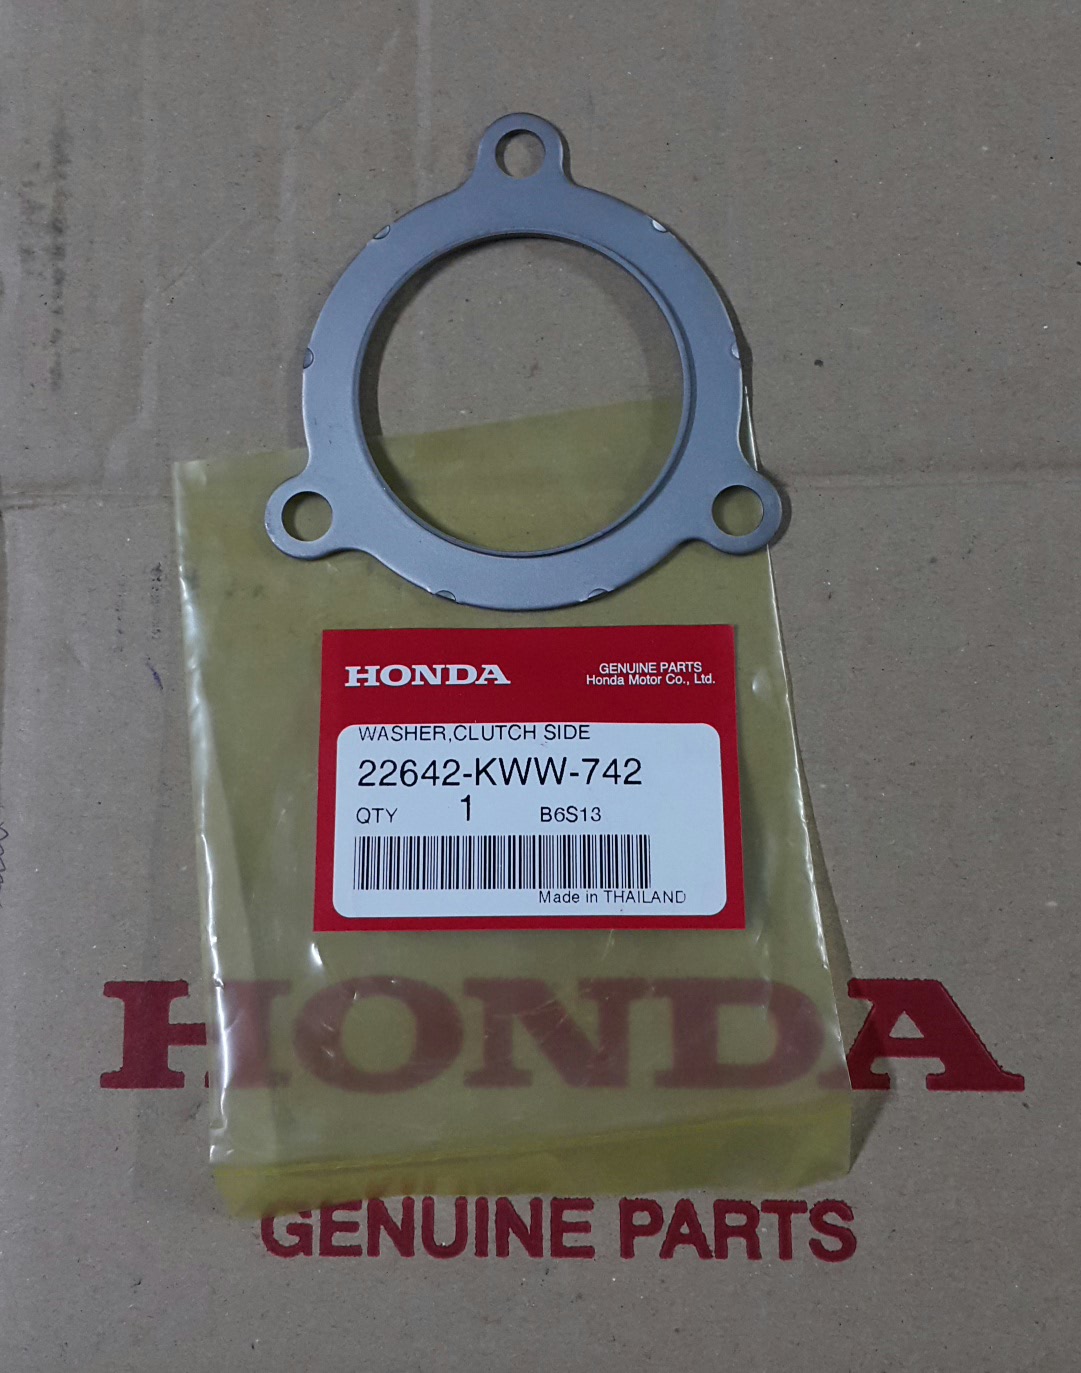 HONDA
GENUINE PARTS
Honda Motor Co., Ltd.
WASHER,CLUTCH SIDE
22642-KWW-742
QTY 1 B6S13
Made in THAILAND
HONDA
GENUINE PARTS